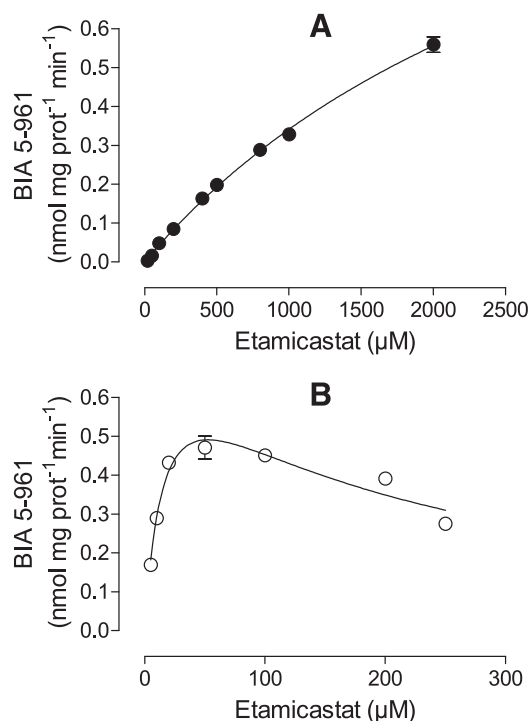 A
BIA 5-961
(nmol mg prot⁻¹ min⁻¹)
0.6
0.5
0.4
0.3
0.2
0.1
0.0
0 500 1000 1500 2000 2500
Etamicastat (µM)
B
BIA 5-961
(nmol mg prot⁻¹min⁻¹)
0.6
0.5
0.4
0.3
0.2
0.1
0.0
0 100 200 300
Etamicastat (µM)